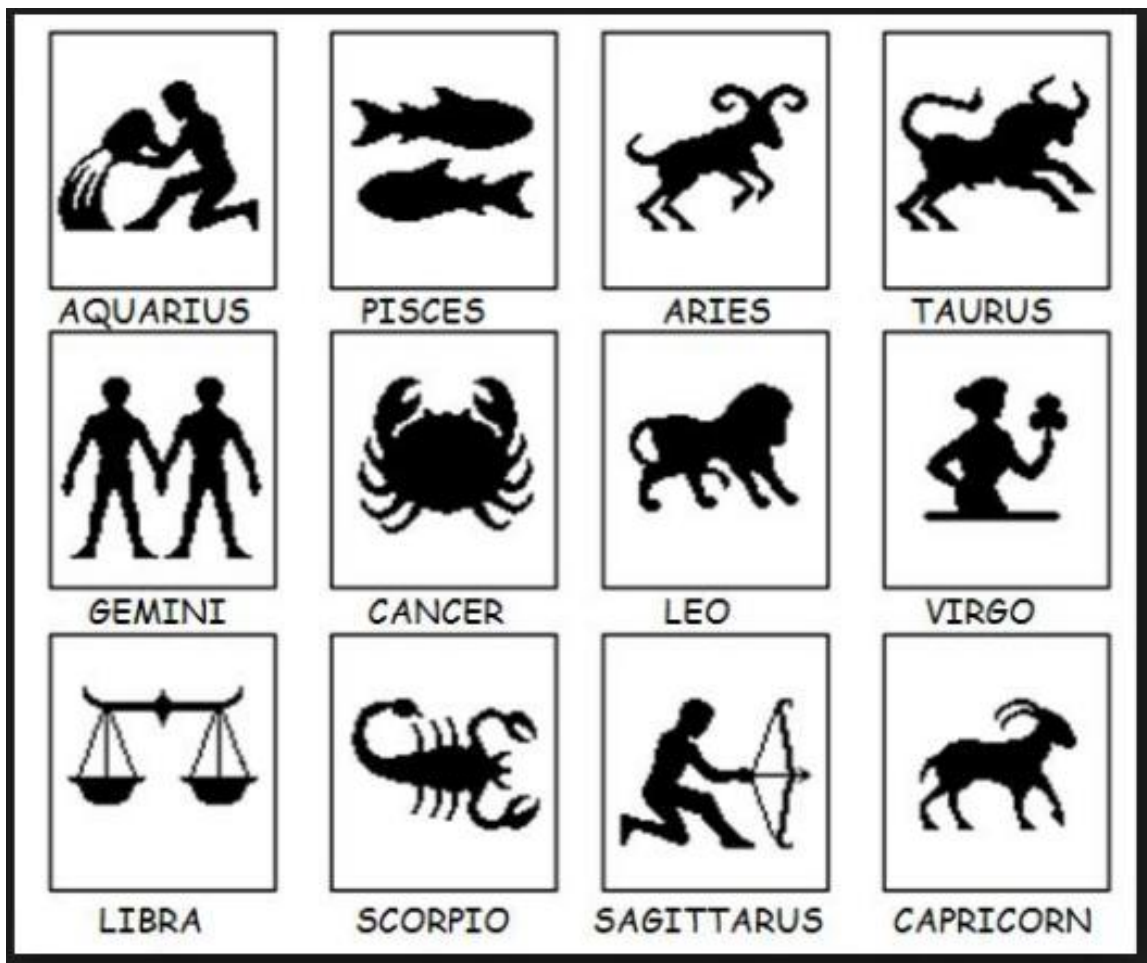 AQUARIUS PISCES ARIES TAURUS
GEMINI CANCER LEO VIRGO
LIBRA SCORPIO SAGITTARUS CAPRICORN